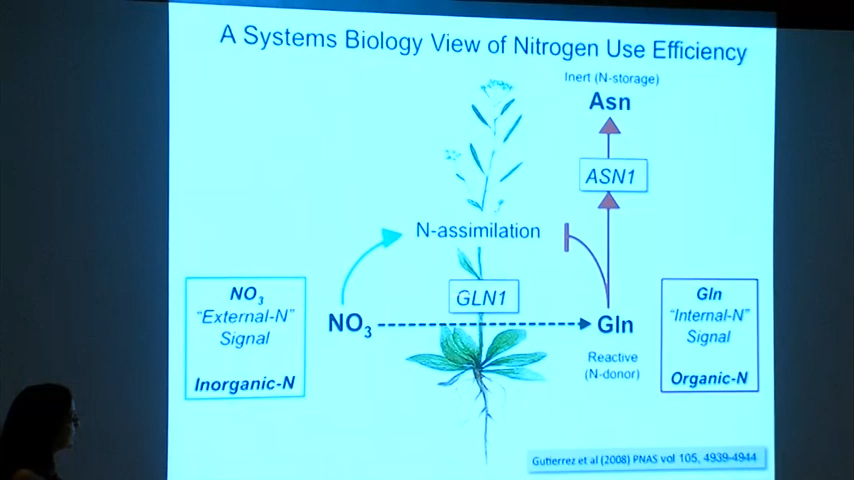 A Systems Biology View of Nitrogen Use Efficiency
Inert (N-storage)
Asn
ASN1
N-assimilation
NO3
"External-N"
Signal
Inorganic-N
GLN1
NO3
Gln
Reactive
(N-donor)
Gln
"Internal-N"
Signal
Organic-N
Gutierrez et al (2008) PNAS vol 105, 4939-4944